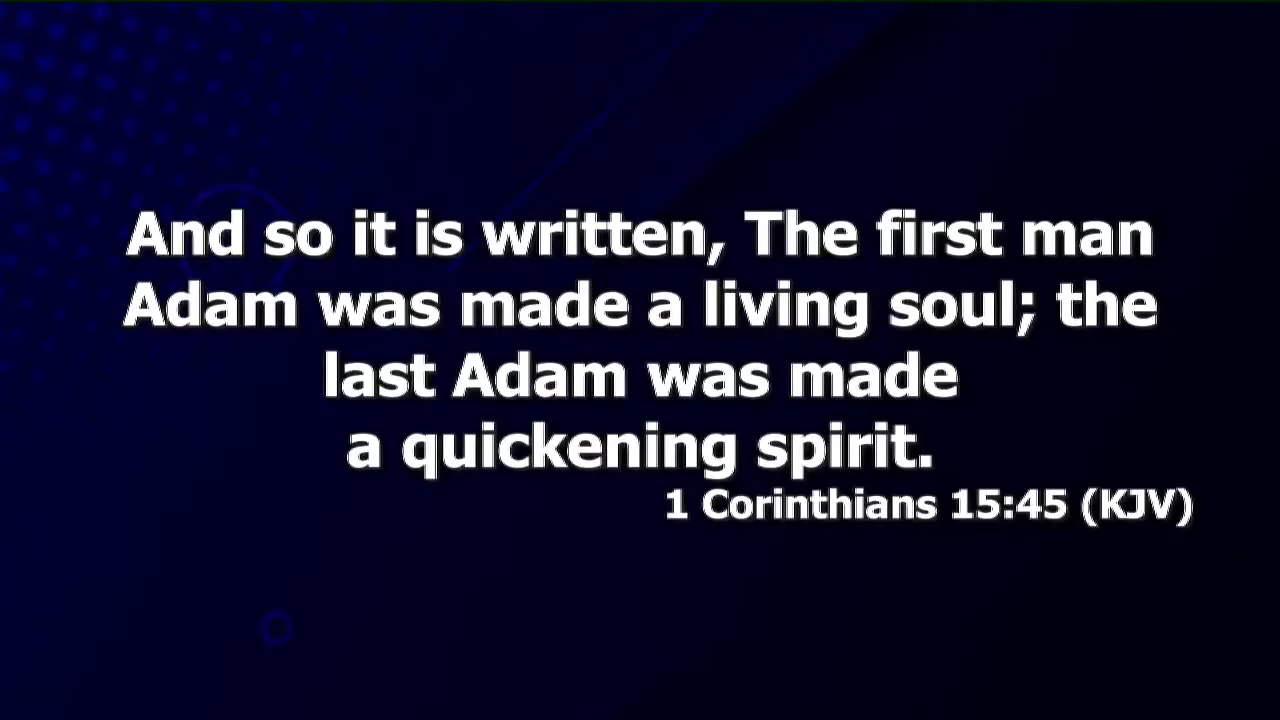 And so it is written, The first man
Adam was made a living soul; the
last Adam was made
a quickening spirit.
1 Corinthians 15:45 (KJV)